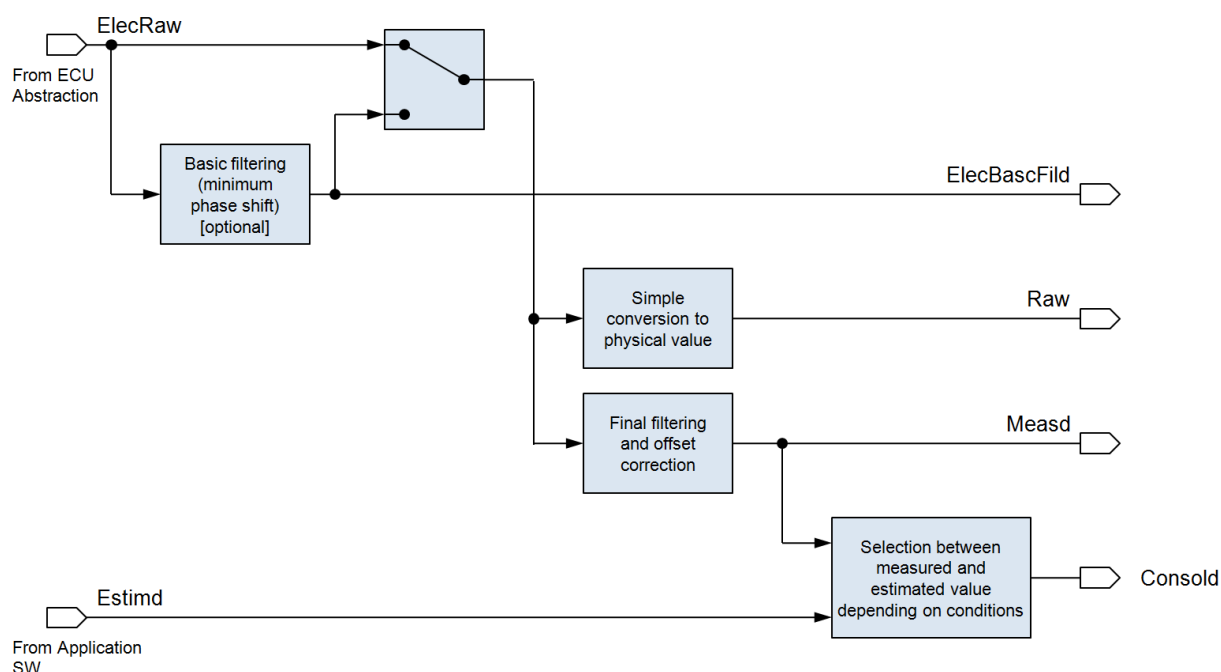 ElecRaw
From ECU
Abstraction
Basic filtering
(minimum
phase shift)
[optional]
ElecBascFild
Simple
conversion to
physical value
Raw
Final filtering
and offset
correction
Measd
Selection between
measured and
estimated value
depending on conditions
Consold
Estimd
From Application
SW